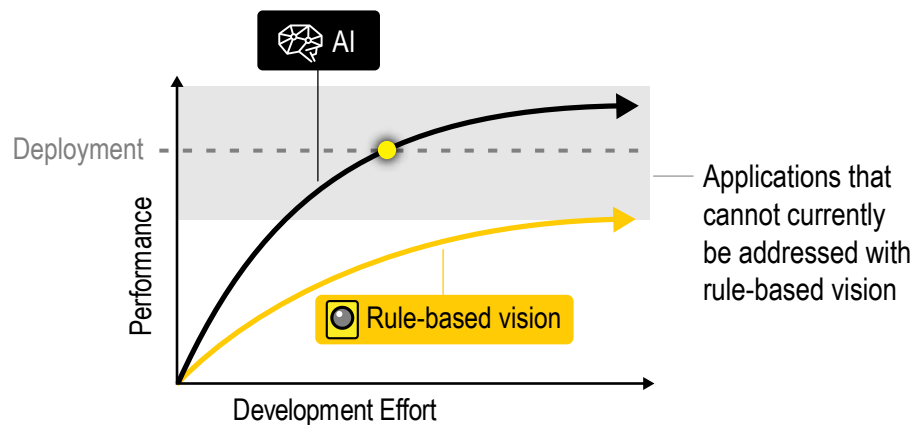 AI
Deployment
Applications that
cannot currently
be addressed with
rule-based vision
Performance
Rule-based vision
Development Effort